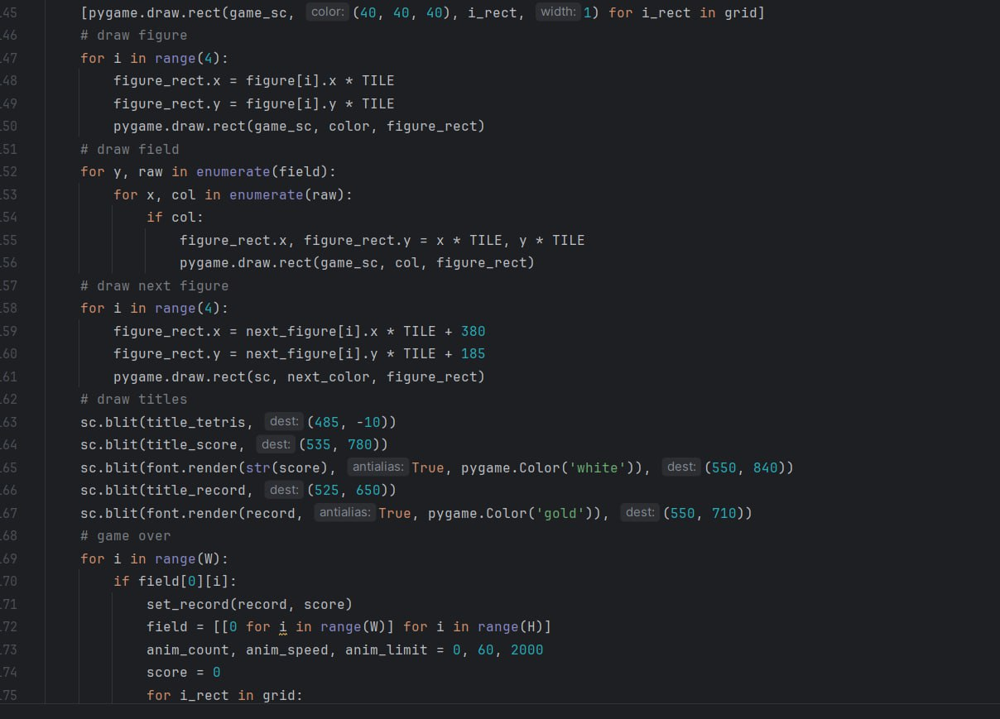 45 [pygame.draw.rect(game_sc, color: (40, 40, 40), i_rect, width: 1) for i_rect in grid]
46 # draw figure
47 for i in range(4):
48 figure_rect.x = figure[i].x * TILE
49 figure_rect.y = figure[i].y * TILE
50 pygame.draw.rect(game_sc, color, figure_rect)
51 # draw field
52 for y, raw in enumerate(field):
53 for x, col in enumerate(raw):
54 if col:
55 figure_rect.x, figure_rect.y = x * TILE, y * TILE
56 pygame.draw.rect(game_sc, col, figure_rect)
57 # draw next figure
58 for i in range(4):
59 figure_rect.x = next_figure[i].x * TILE + 380
60 figure_rect.y = next_figure[i].y * TILE + 185
61 pygame.draw.rect(sc, next_color, figure_rect)
62 # draw titles
63 sc.blit(title_tetris, dest: (485, -10))
64 sc.blit(title_score, dest: (535, 780))
65 sc.blit(font.render(str(score), antialias: True, pygame.Color('white')), dest: (550, 840))
66 sc.blit(title_record, dest: (525, 650))
67 sc.blit(font.render(record, antialias: True, pygame.Color('gold')), dest: (550, 710))
68 # game over
69 for i in range(W):
70 if field[0][i]:
71 set_record(record, score)
72 field = [[0 for i in range(W)] for i in range(H)]
73 anim_count, anim_speed, anim_limit = 0, 60, 2000
74 score = 0
75 for i_rect in grid: